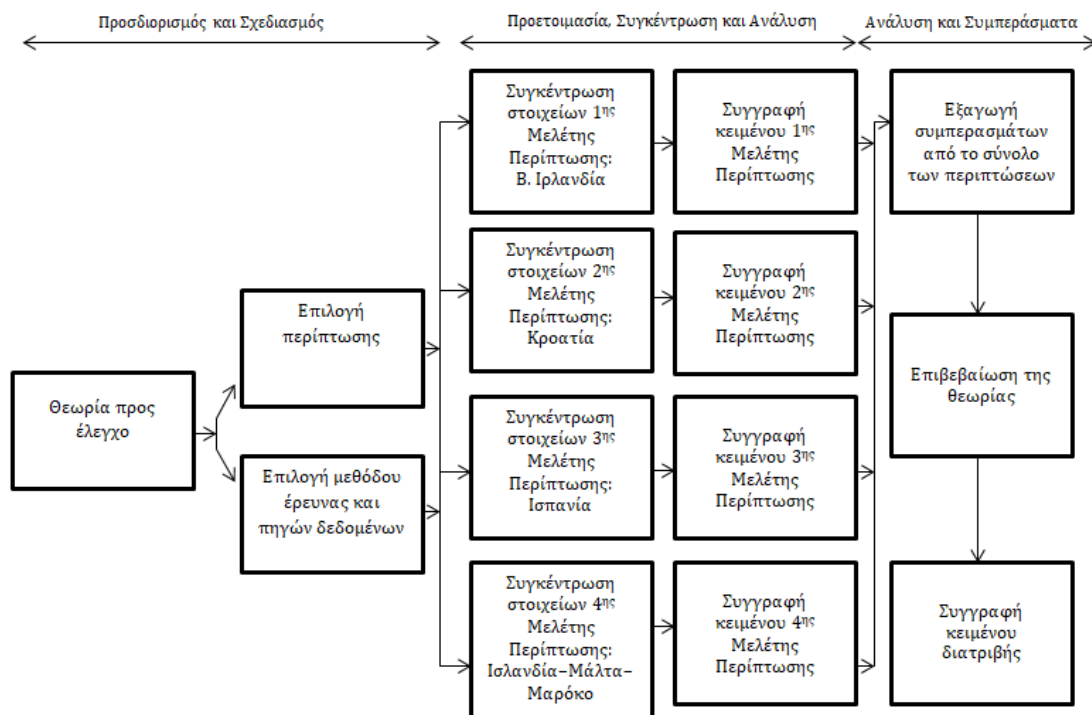 Προσδιορισμός και Σχεδιασμός
Προετοιμασία, Συγκέντρωση και Ανάλυση
Ανάλυση και Συμπεράσματα
Θεωρία προς
έλεγχο
Επιλογή
περίπτωσης
Επιλογή μεθόδου
έρευνας και
πηγών δεδομένων
Συγκέντρωση
στοιχείων 1ης
Μελέτης
Περίπτωσης:
Β. Ιρλανδία
Συγγραφή
κειμένου 1ης
Μελέτης
Περίπτωσης
Συγκέντρωση
στοιχείων 2ης
Μελέτης
Περίπτωσης:
Κροατία
Συγγραφή
κειμένου 2ης
Μελέτης
Περίπτωσης
Συγκέντρωση
στοιχείων 3ης
Μελέτης
Περίπτωσης:
Ισπανία
Συγγραφή
κειμένου 3ης
Μελέτης
Περίπτωσης
Συγκέντρωση
στοιχείων 4ης
Μελέτης
Περίπτωσης:
Ισλανδία–Μάλτα–
Μαρόκο
Συγγραφή
κειμένου 4ης
Μελέτης
Περίπτωσης
Εξαγωγή
συμπερασμάτων
από το σύνολο
των περιπτώσεων
Επιβεβαίωση της
θεωρίας
Συγγραφή
κειμένου
διατριβής